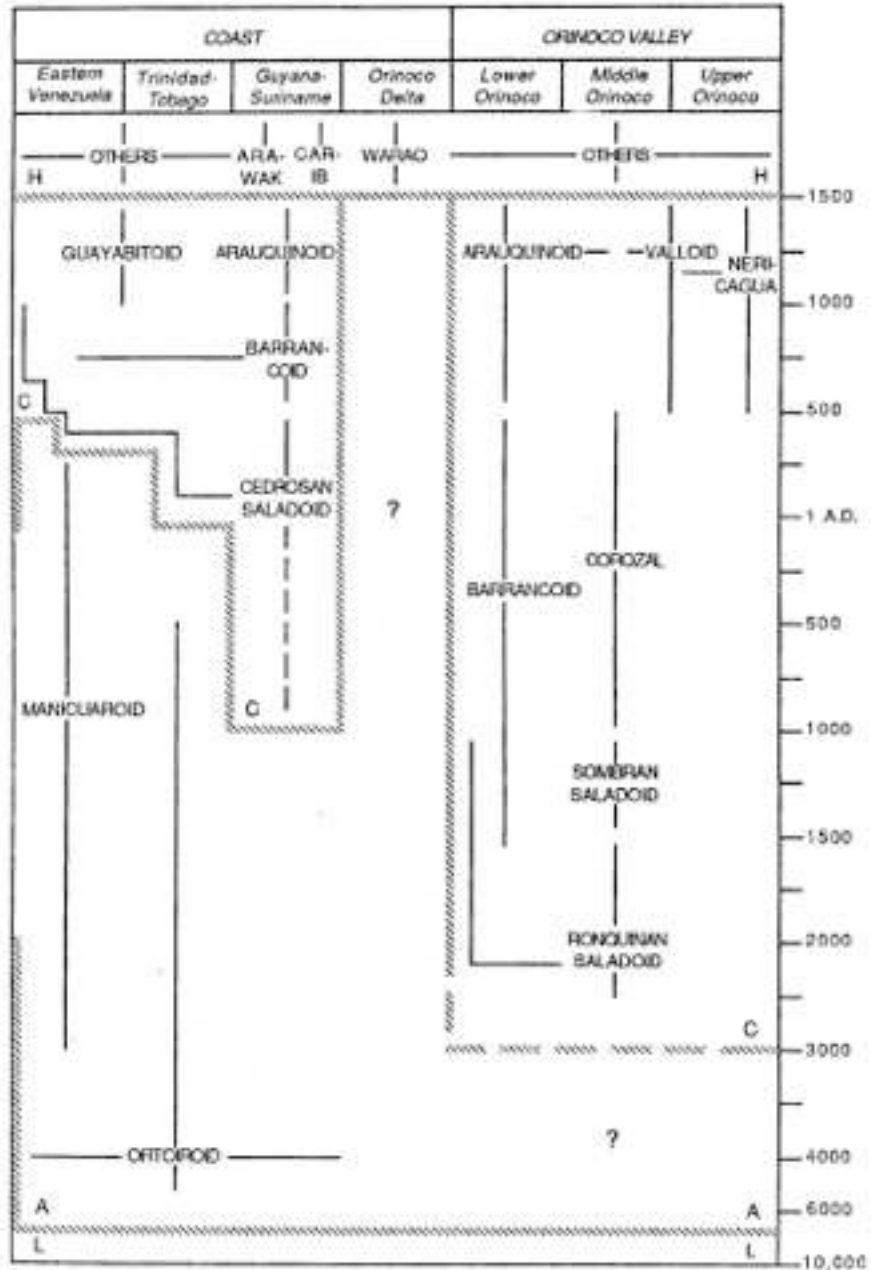 COAST ORINOCO VALLEY
Eastern Venezuela Trinidad-Tobago Guyana-Suriname Orinoco Delta Lower Orinoco Middle Orinoco Upper Orinoco
OTHERS ARA- CAR- WARAO OTHERS
H WAK IB H
1500
GUAYABITOID ARAUQUINOID ARAUQUINOID VALLOID NERI-
CAGUA
1000
BARRAN-
COID
C
500
CEDROSAN
SALADOID
?
1 A.D.
COROZAL
BARRANCOID
500
MANICUAROID C
1000
SOMBRAN
SALADOID
1500
RONQUINAN
SALADOID
2000
C
3000
?
ORTOIROID
4000
A A
6000
L L
10,000